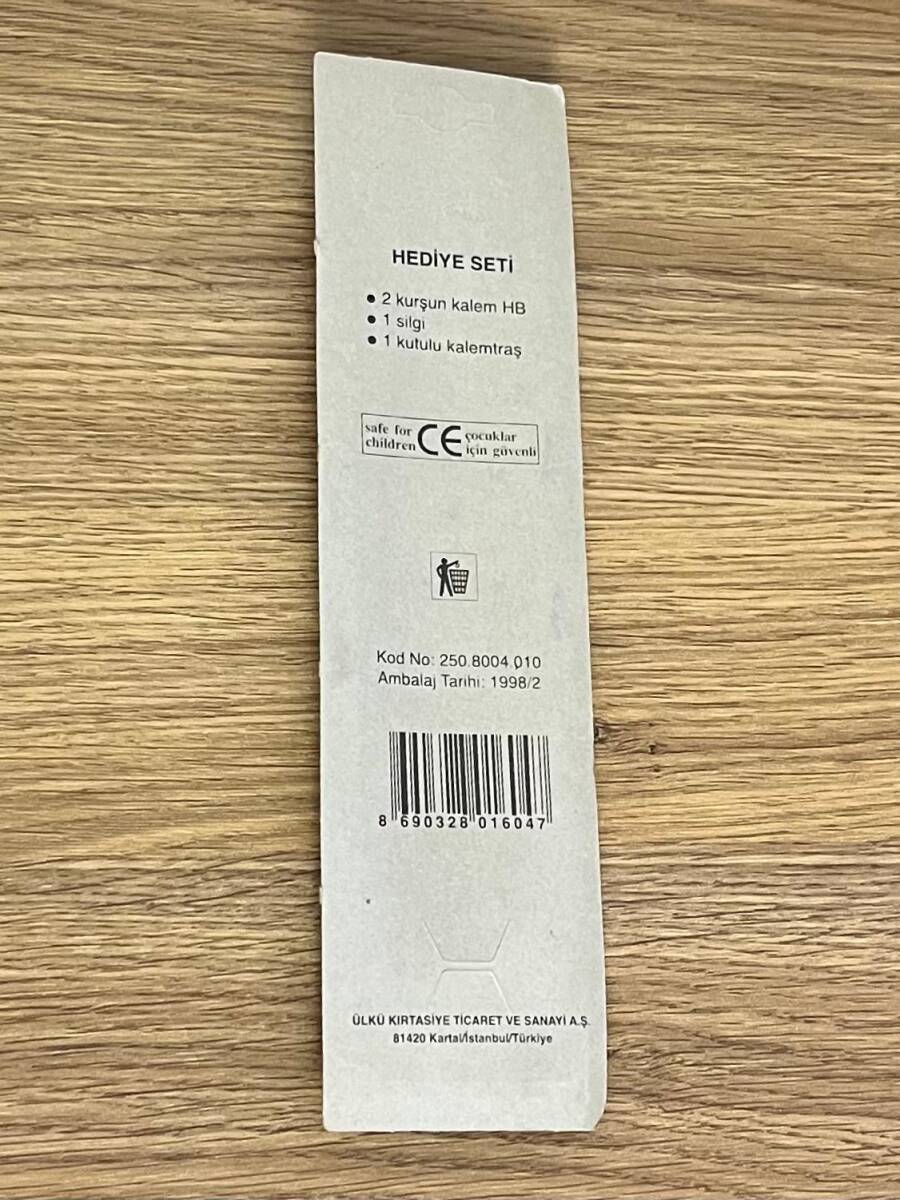 HEDİYE SETİ
● 2 kurşun kalem HB
● 1 silgi
● 1 kutulu kalemtraş
safe for children CE çocuklar için güvenli
Kod No: 250.8004.010
Ambalaj Tarihi: 1998/2
8 690328 016047
ÜLKÜ KIRTASİYE TİCARET VE SANAYİ A.Ş.
81420 Kartal/İstanbul/Türkiye